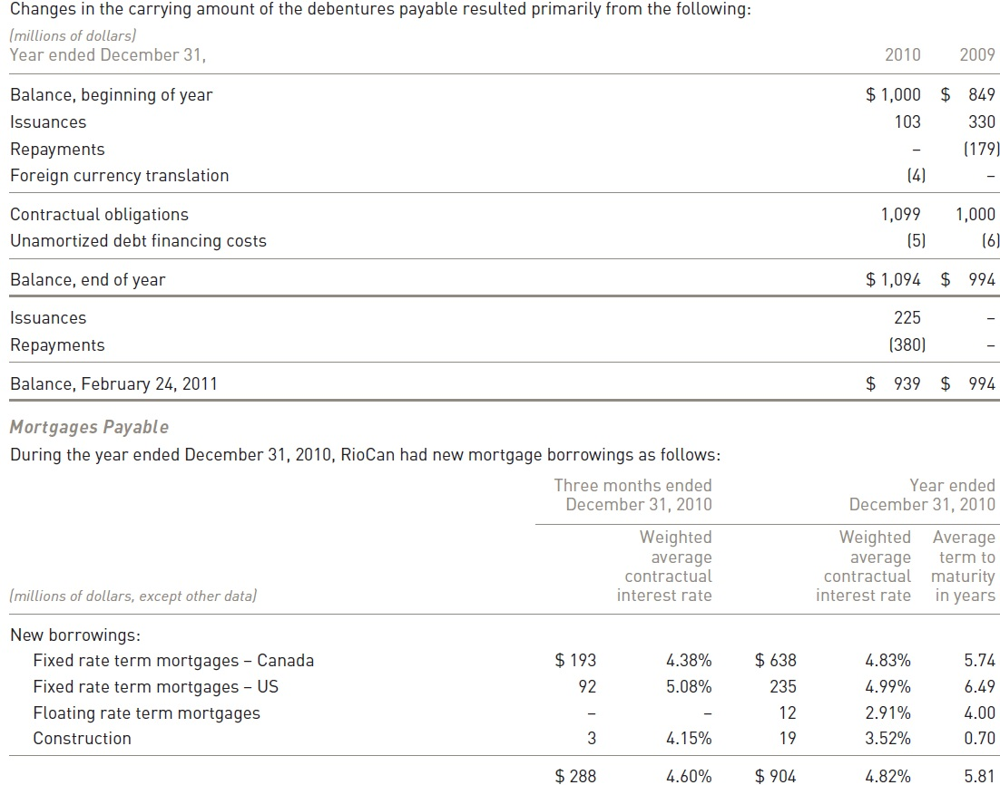 Changes in the carrying amount of the debentures payable resulted primarily from the following:
(millions of dollars)
Year ended December 31, 2010 2009
Balance, beginning of year $ 1,000 $ 849
Issuances 103 330
Repayments – (179)
Foreign currency translation (4) –
Contractual obligations 1,099 1,000
Unamortized debt financing costs (5) (6)
Balance, end of year $ 1,094 $ 994
Issuances 225 –
Repayments (380) –
Balance, February 24, 2011 $ 939 $ 994
Mortgages Payable
During the year ended December 31, 2010, RioCan had new mortgage borrowings as follows:
Three months ended Year ended
December 31, 2010 December 31, 2010
Weighted Weighted Average
average average term to
contractual contractual maturity
(millions of dollars, except other data) interest rate interest rate in years
New borrowings:
Fixed rate term mortgages – Canada $ 193 4.38% $ 638 4.83% 5.74
Fixed rate term mortgages – US 92 5.08% 235 4.99% 6.49
Floating rate term mortgages – – 12 2.91% 4.00
Construction 3 4.15% 19 3.52% 0.70
$ 288 4.60% $ 904 4.82% 5.81